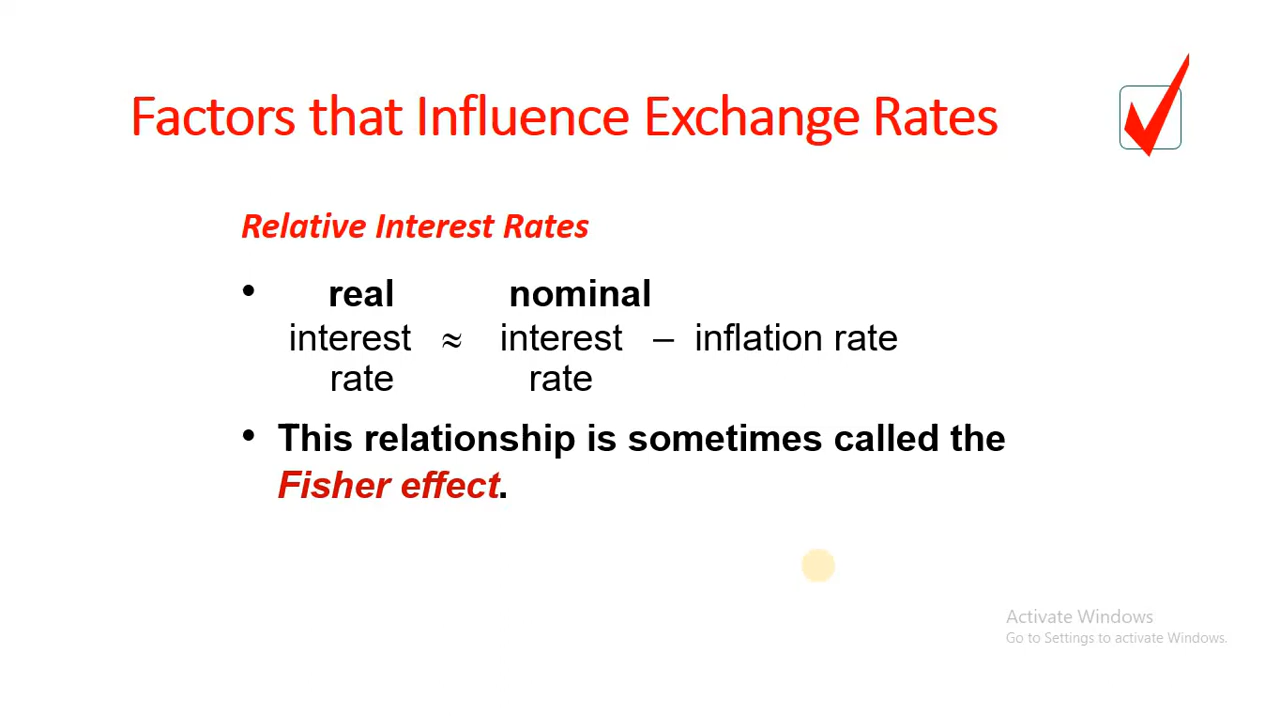 Factors that Influence Exchange Rates
Relative Interest Rates
• real nominal
interest ≈ interest – inflation rate
rate rate
• This relationship is sometimes called the
Fisher effect.
Activate Windows
Go to Settings to activate Windows.